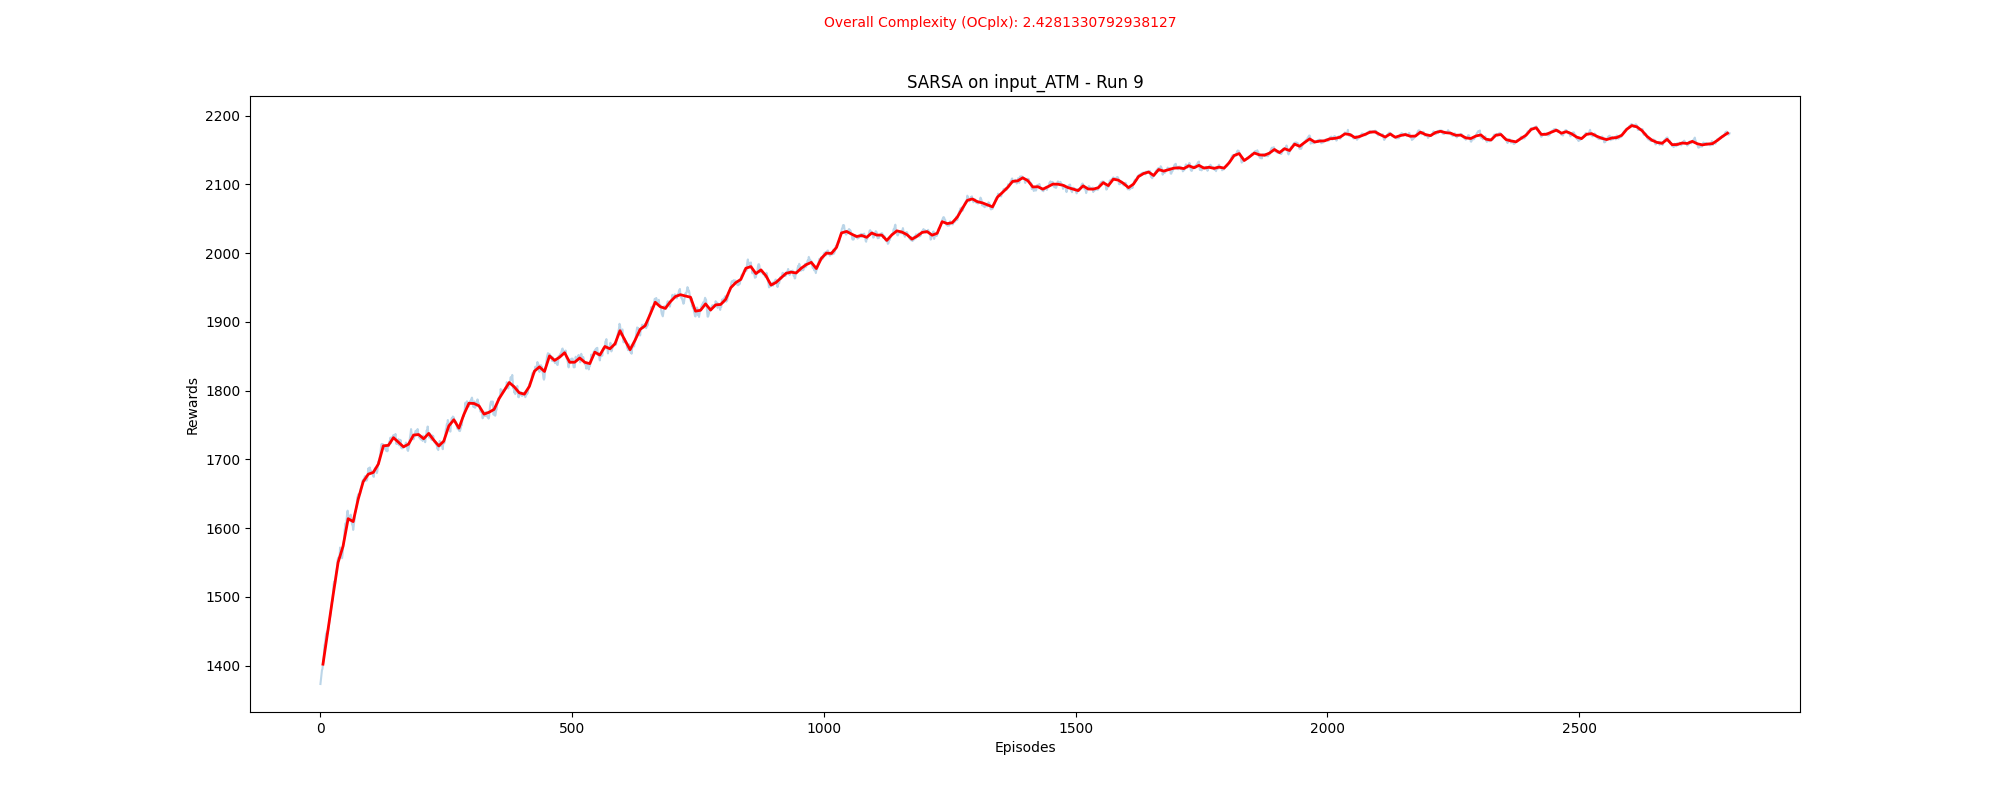 Overall Complexity (OCplx): 2.4281330792938127
SARSA on input_ATM - Run 9
2200
2100
2000
1900
1800
1700
1600
1500
1400
Rewards
0 500 1000 1500 2000 2500
Episodes